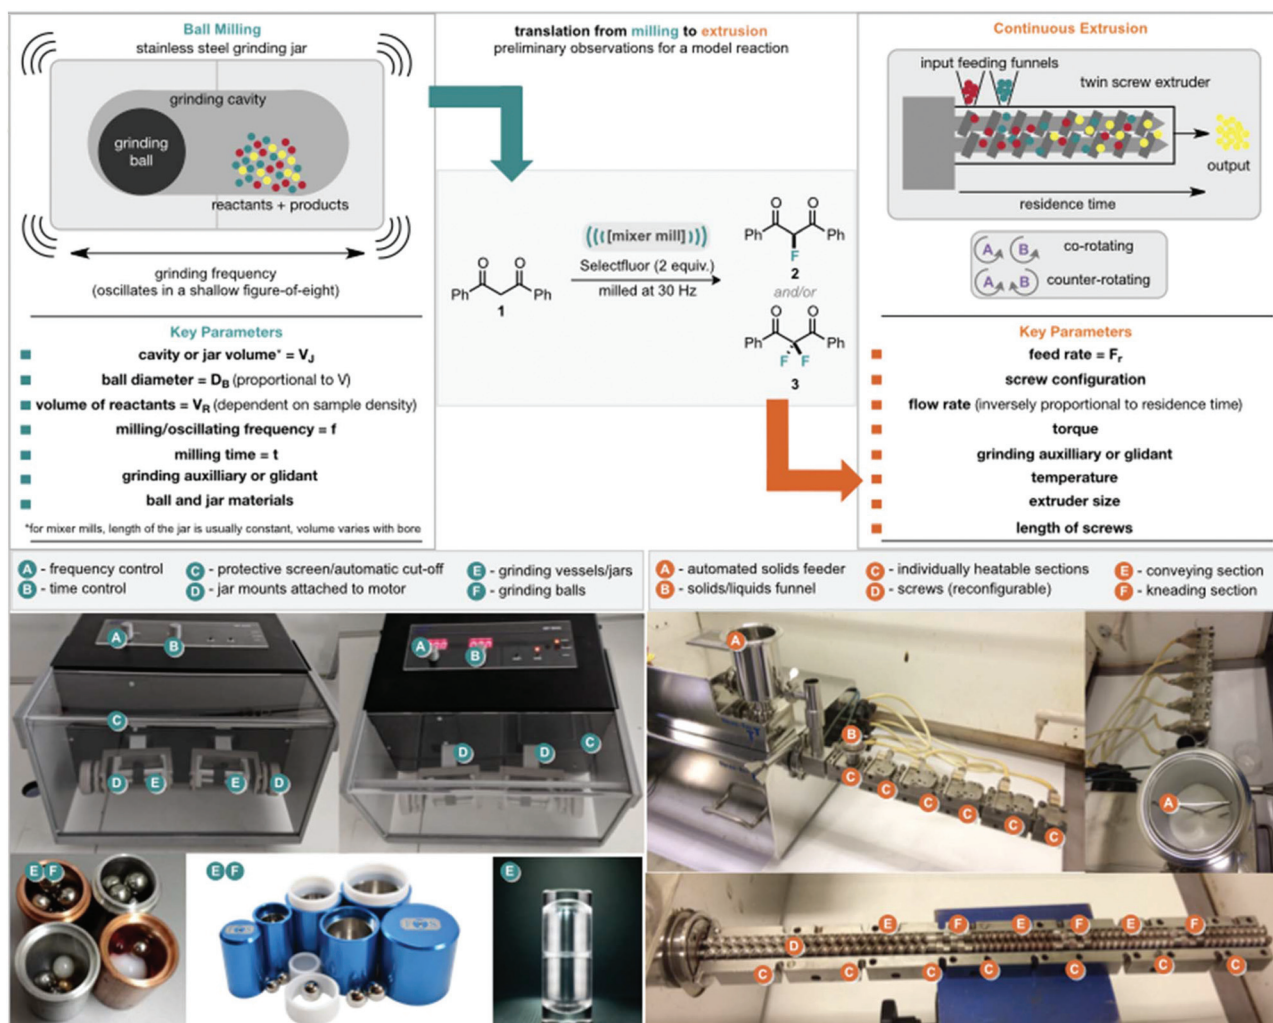 Ball Milling
stainless steel grinding jar
grinding cavity
grinding
ball
reactants + products
grinding frequency
(oscillates in a shallow figure-of-eight)
Key Parameters
cavity or jar volume* = VJ
ball diameter = DB (proportional to V)
volume of reactants = VR (dependent on sample density)
milling/oscillating frequency = f
milling time = t
grinding auxilliary or glidant
ball and jar materials
*for mixer mills, length of the jar is usually constant, volume varies with bore
translation from milling to extrusion
preliminary observations for a model reaction
O O
Ph Ph
1
((([mixer mill])))
Selectfluor (2 equiv.)
milled at 30 Hz
O O
Ph Ph
F
2
and/or
O O
Ph Ph
F F
3
Continuous Extrusion
input feeding funnels
twin screw extruder
output
residence time
A B co-rotating
A B counter-rotating
Key Parameters
feed rate = Fr
screw configuration
flow rate (inversely proportional to residence time)
torque
grinding auxilliary or glidant
temperature
extruder size
length of screws
A - frequency control
B - time control
C - protective screen/automatic cut-off
D - jar mounts attached to motor
E - grinding vessels/jars
F - grinding balls
A - automated solids feeder
B - solids/liquids funnel
C - individually heatable sections
D - screws (reconfigurable)
E - conveying section
F - kneading section
A
B
C
D E E D
A
B
D D C
E F
E F
E
A
B
C C C C C C
A
E F E F E F
D
C C C C C C C